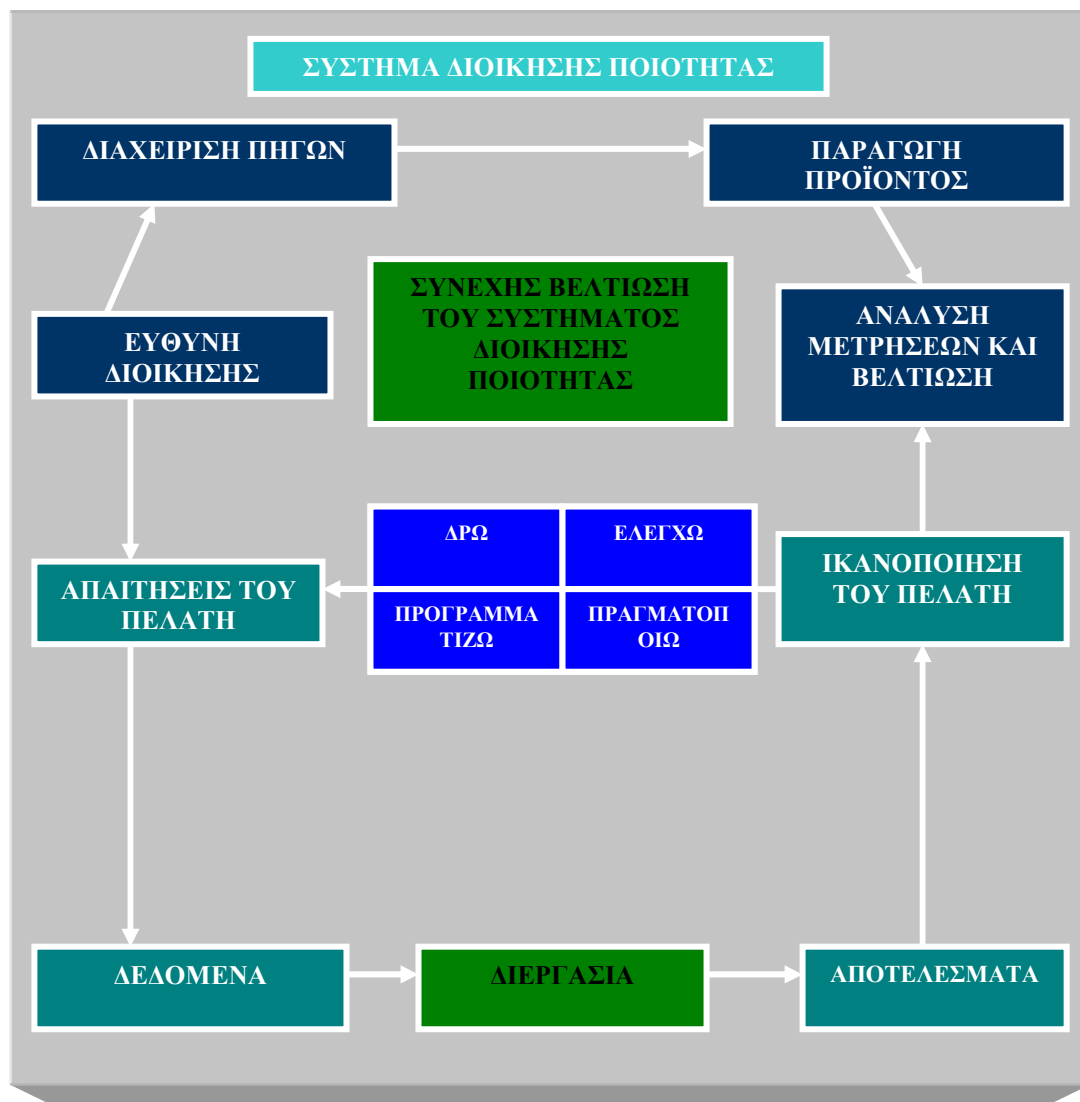 ΣΥΣΤΗΜΑ ΔΙΟΙΚΗΣΗΣ ΠΟΙΟΤΗΤΑΣ
ΔΙΑΧΕΙΡΙΣΗ ΠΗΓΩΝ
ΠΑΡΑΓΩΓΗ
ΠΡΟΪΟΝΤΟΣ
ΣΥΝΕΧΗΣ ΒΕΛΤΙΩΣΗ
ΤΟΥ ΣΥΣΤΗΜΑΤΟΣ
ΔΙΟΙΚΗΣΗΣ
ΠΟΙΟΤΗΤΑΣ
ΕΥΘΥΝΗ
ΔΙΟΙΚΗΣΗΣ
ΑΝΑΛΥΣΗ
ΜΕΤΡΗΣΕΩΝ ΚΑΙ
ΒΕΛΤΙΩΣΗ
ΑΠΑΙΤΗΣΕΙΣ ΤΟΥ
ΠΕΛΑΤΗ
ΔΡΩ
ΕΛΕΓΧΩ
ΠΡΟΓΡΑΜΜΑ
ΤΙΖΩ
ΠΡΑΓΜΑΤΟΠ
ΟΙΩ
ΙΚΑΝΟΠΟΙΗΣΗ
ΤΟΥ ΠΕΛΑΤΗ
ΔΕΔΟΜΕΝΑ
ΔΙΕΡΓΑΣΙΑ
ΑΠΟΤΕΛΕΣΜΑΤΑ